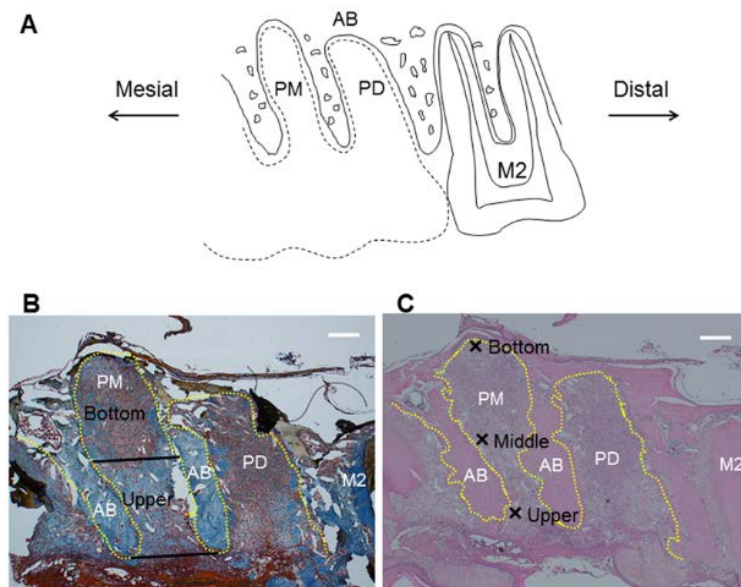 A
AB
Mesial
PM
PD
Distal
M2
B
PM
Bottom
AB
PD
Upper
AB
M2
C
Bottom
PM
Middle
AB
PD
AB
M2
Upper